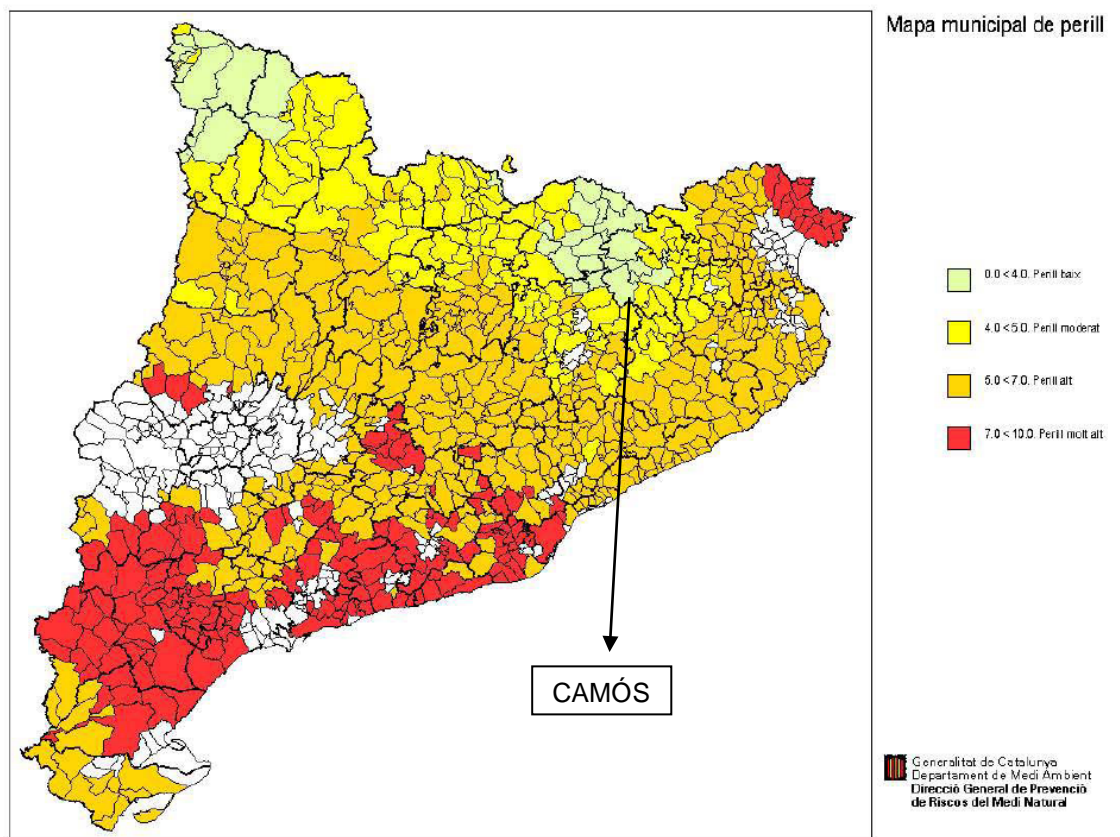 Mapa municipal de perill
0.0 < 4.0. Perill baix
4.0 < 5.0. Perill moderat
5.0 < 7.0. Perill alt
7.0 < 10.0. Perill molt alt
CAMÓS
Generalitat de Catalunya
Departament de Medi Ambient
Direcció General de Prevenció
de Riscos del Medi Natural